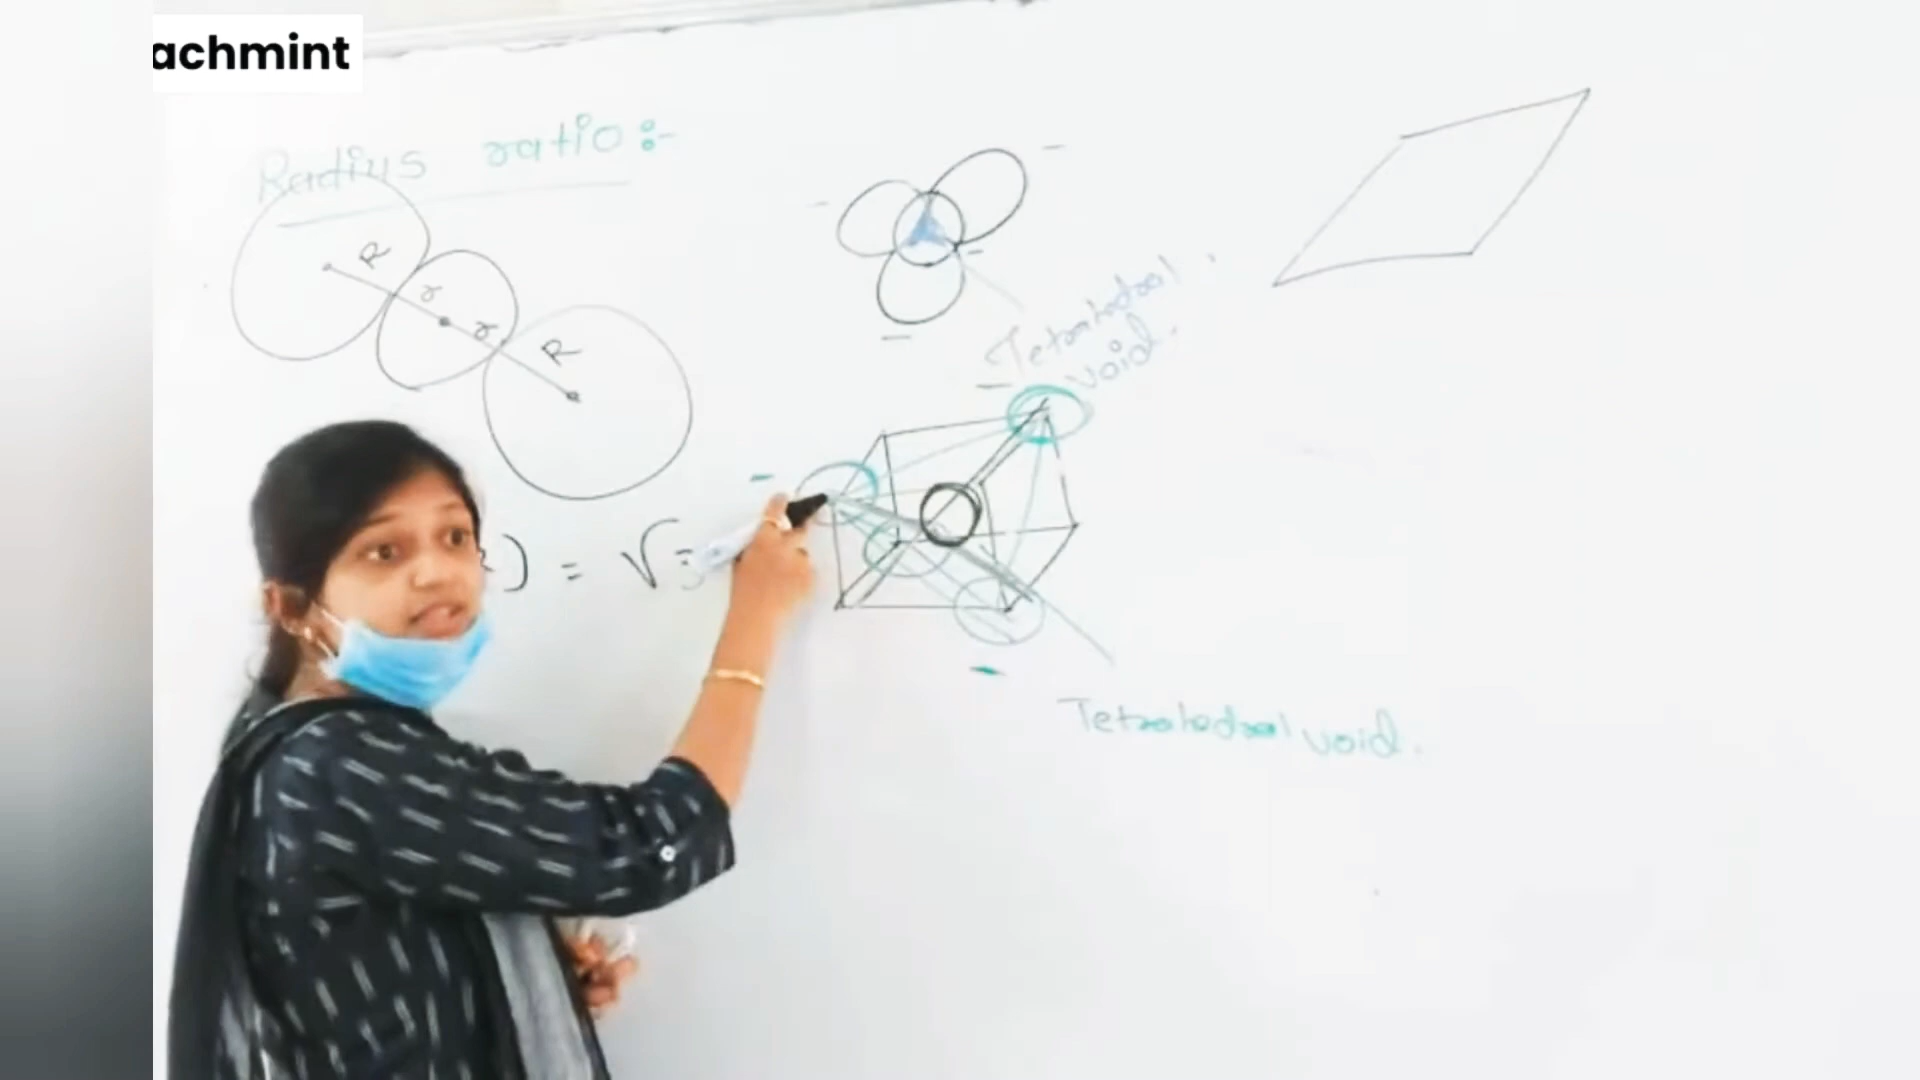 achmint
Radius ratio :-
R
r
r
R
Tetrahedral
void.
) = √3
Tetrahedral void.